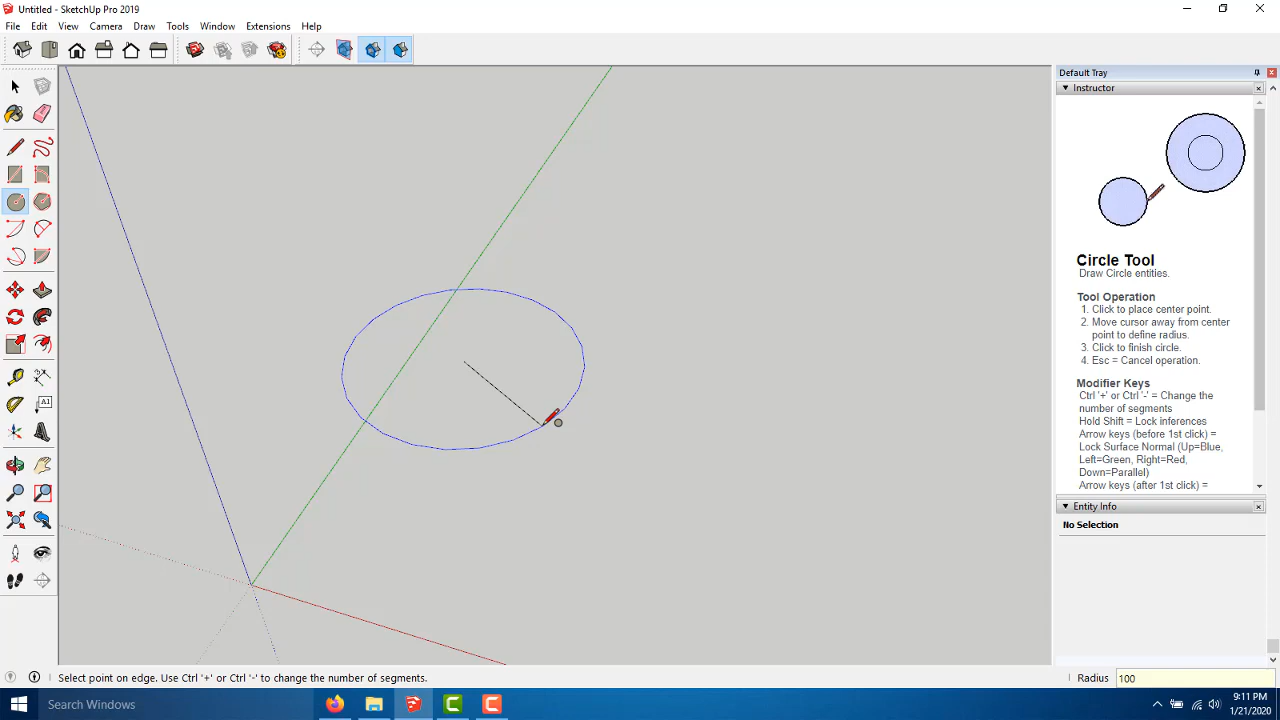 Untitled - SketchUp Pro 2019
File Edit View Camera Draw Tools Window Extensions Help
Default Tray
Instructor
Circle Tool
Draw Circle entities.
Tool Operation
1. Click to place center point.
2. Move cursor away from center
point to define radius.
3. Click to finish circle.
4. Esc = Cancel operation.
Modifier Keys
Ctrl '+' or Ctrl '-' = Change the
number of segments
Hold Shift = Lock inferences
Arrow keys (before 1st click) =
Lock Surface Normal (Up=Blue,
Left=Green, Right=Red,
Down=Parallel)
Arrow keys (after 1st click) =
Entity Info
No Selection
A1
Select point on edge. Use Ctrl '+' or Ctrl '-' to change the number of segments.
Radius 100
Search Windows
9:11 PM
1/21/2020